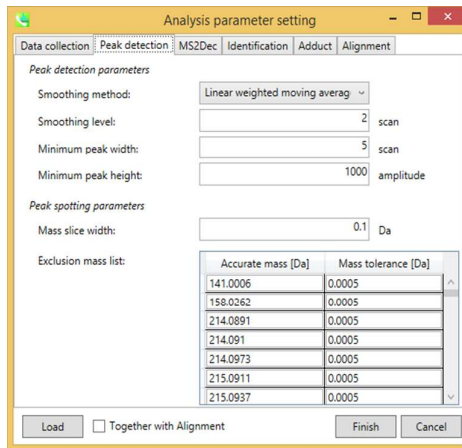 Analysis parameter setting
Data collection Peak detection MS2Dec Identification Adduct Alignment
Peak detection parameters
Smoothing method: Linear weighted moving averag
Smoothing level: 2 scan
Minimum peak width: 5 scan
Minimum peak height: 1000 amplitude
Peak spotting parameters
Mass slice width: 0.1 Da
Exclusion mass list:
Accurate mass [Da] Mass tolerance [Da]
141.0006 0.0005
158.0262 0.0005
214.0891 0.0005
214.091 0.0005
214.0973 0.0005
215.0911 0.0005
215.0937 0.0005
Load Together with Alignment Finish Cancel